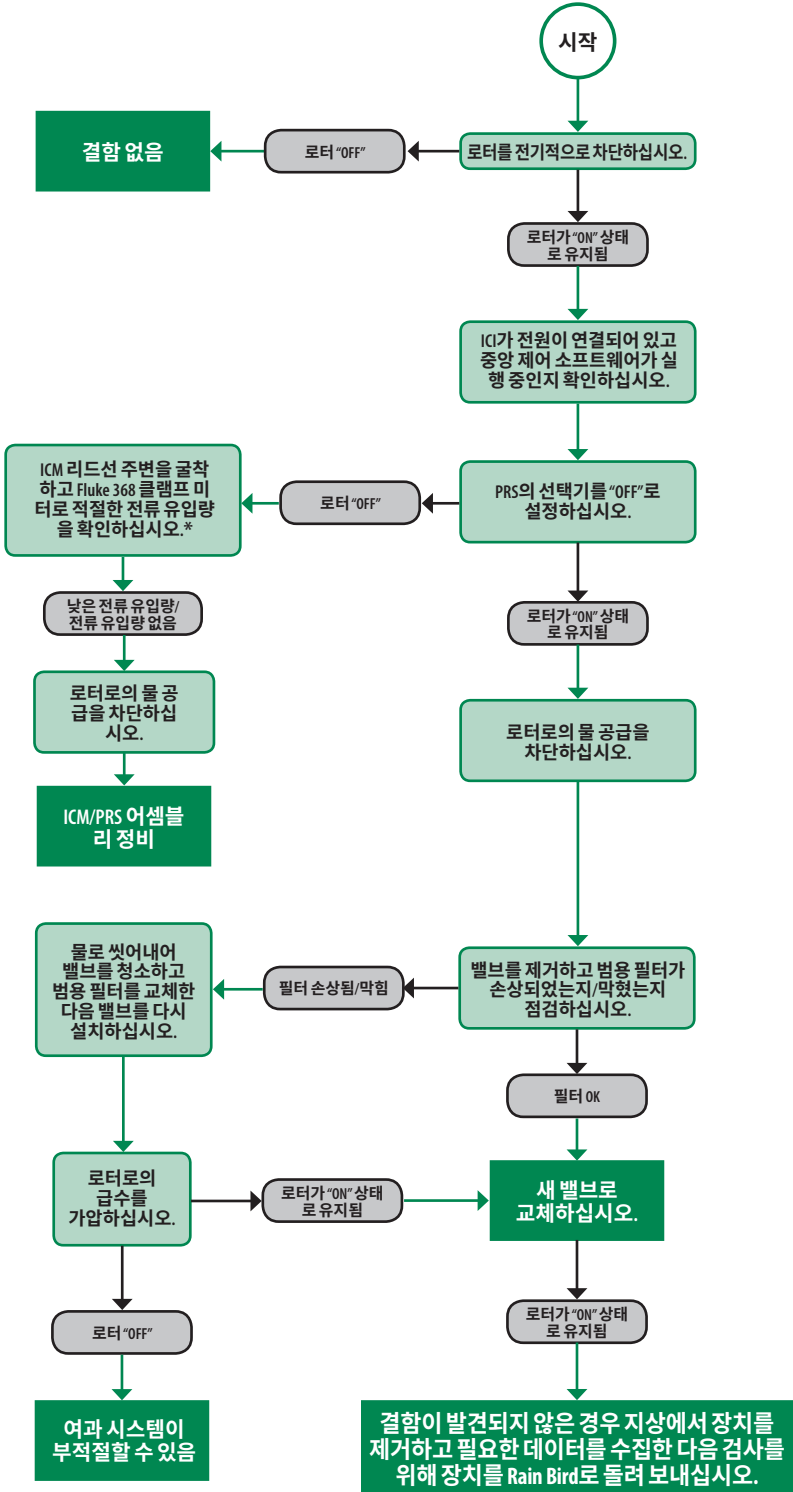 시작
결함 없음
로터 “OFF”
로터를 전기적으로 차단하십시오.
로터가 “ON” 상태
로 유지됨
ICI가 전원이 연결되어 있고
중앙 제어 소프트웨어가 실
행 중인지 확인하십시오.
ICM 리드선 주변을 굴착
하고 Fluke 368 클램프 미
터로 적절한 전류 유입량
을 확인하십시오.*
로터 “OFF”
PRS의 선택기를 “OFF”로
설정하십시오.
낮은 전류 유입량/
전류 유입량 없음
로터가 “ON” 상태
로 유지됨
로터로의 물 공
급을 차단하십
시오.
로터로의 물 공급을
차단하십시오.
ICM/PRS 어셈블
리 정비
물로 씻어내어
밸브를 청소하고
범용 필터를 교체한
다음 밸브를 다시
설치하십시오.
필터 손상됨/막힘
밸브를 제거하고 범용 필터가
손상되었는지/막혔는지
점검하십시오.
필터 OK
로터로의
급수를
가압하십시오.
로터가 “ON” 상태
로 유지됨
새 밸브로
교체하십시오.
로터 “OFF”
로터가 “ON” 상태
로 유지됨
여과 시스템이
부적절할 수 있음
결함이 발견되지 않은 경우 지상에서 장치를
제거하고 필요한 데이터를 수집한 다음 검사를
위해 장치를 Rain Bird로 돌려 보내십시오.